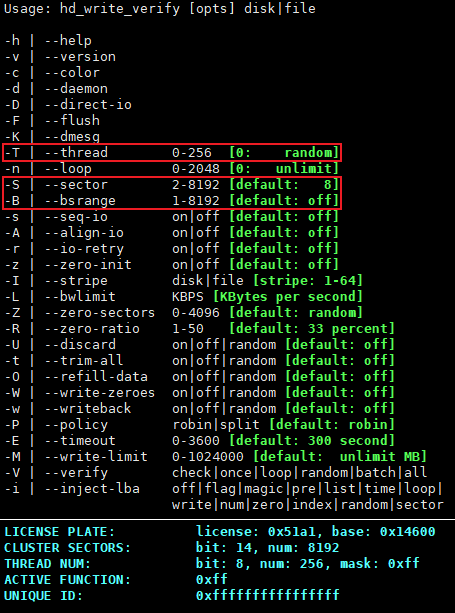 Usage: hd_write_verify [opts] disk|file
-h | --help
-v | --version
-c | --color
-d | --daemon
-D | --direct-io
-F | --flush
-K | --dmesg
-T | --thread 0-256 [0: random]
-n | --loop 0-2048 [0: unlimit]
-S | --sector 2-8192 [default: 8]
-B | --bsrange 1-8192 [default: off]
-s | --seq-io on|off [default: off]
-A | --align-io on|off [default: off]
-r | --io-retry on|off [default: off]
-z | --zero-init on|off [default: off]
-I | --stripe disk|file [stripe: 1-64]
-L | --bwlimit KBPS [KBytes per second]
-Z | --zero-sectors 0-4096 [default: random]
-R | --zero-ratio 1-50 [default: 33 percent]
-U | --discard on|off|random [default: off]
-t | --trim-all on|off|random [default: off]
-O | --refill-data on|off|random [default: off]
-W | --write-zeroes on|off|random [default: off]
-w | --writeback on|off|random [default: off]
-P | --policy robin|split [default: robin]
-E | --timeout 0-3600 [default: 300 second]
-M | --write-limit 0-1024000 [default: unlimit MB]
-V | --verify check|once|loop|random|batch|all
-i | --inject-lba off|flag|magic|pre|list|time|loop|
write|num|zero|index|random|sector
LICENSE PLATE: license: 0x51a1, base: 0x14600
CLUSTER SECTORS: bit: 14, num: 8192
THREAD NUM: bit: 8, num: 256, mask: 0xff
ACTIVE FUNCTION: 0xff
UNIQUE ID: 0xffffffffffffffff